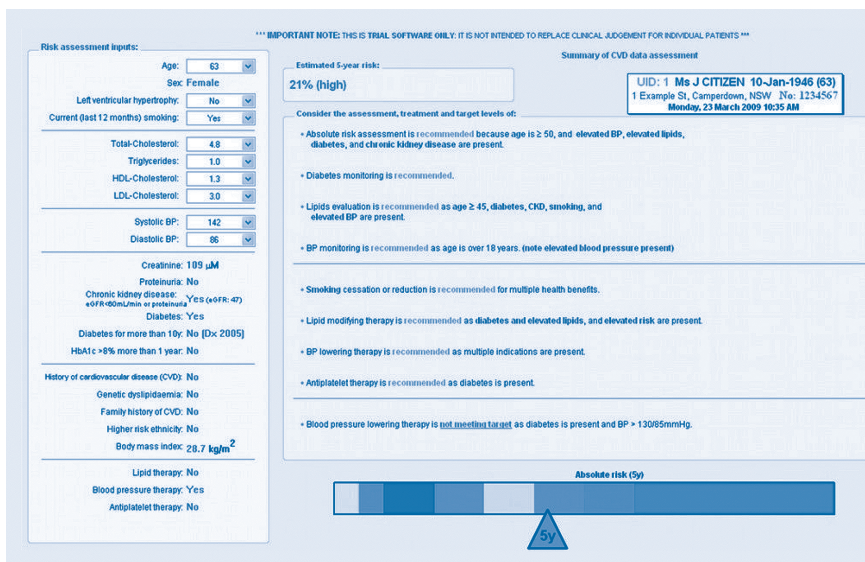 *** IMPORTANT NOTE: THIS IS TRIAL SOFTWARE ONLY: IT IS NOT INTENDED TO REPLACE CLINICAL JUDGEMENT FOR INDIVIDUAL PATIENTS ***
Risk assessment inputs:
Age: 63
Sex: Female
Left ventricular hypertrophy: No
Current (last 12 months) smoking: Yes
Total-Cholesterol: 4.8
Triglycerides: 1.0
HDL-Cholesterol: 1.3
LDL-Cholesterol: 3.0
Systolic BP: 142
Diastolic BP: 86
Creatinine: 109 µM
Proteinuria: No
Chronic kidney disease: Yes (eGFR: 47)
eGFR<60mL/min or proteinuria
Diabetes: Yes
Diabetes for more than 10y: No (Dx 2005)
HbA1c >8% more than 1 year: No
History of cardiovascular disease (CVD): No
Genetic dyslipidaemia: No
Family history of CVD: No
Higher risk ethnicity: No
Body mass index: 28.7 kg/m²
Lipid therapy: No
Blood pressure therapy: Yes
Antiplatelet therapy: No
Estimated 5-year risk:
21% (high)
Summary of CVD data assessment
UID: 1 Ms J CITIZEN 10-Jan-1946 (63)
1 Example St, Camperdown, NSW No: 1234567
Monday, 23 March 2009 10:35 AM
Consider the assessment, treatment and target levels of:
• Absolute risk assessment is recommended because age is ≥ 50, and elevated BP, elevated lipids,
diabetes, and chronic kidney disease are present.
• Diabetes monitoring is recommended.
• Lipids evaluation is recommended as age ≥ 45, diabetes, CKD, smoking, and
elevated BP are present.
• BP monitoring is recommended as age is over 18 years. (note elevated blood pressure present)
• Smoking cessation or reduction is recommended for multiple health benefits.
• Lipid modifying therapy is recommended as diabetes and elevated lipids, and elevated risk are present.
• BP lowering therapy is recommended as multiple indications are present.
• Antiplatelet therapy is recommended as diabetes is present.
• Blood pressure lowering therapy is not meeting target as diabetes is present and BP > 130/85mmHg.
Absolute risk (5y)
5y